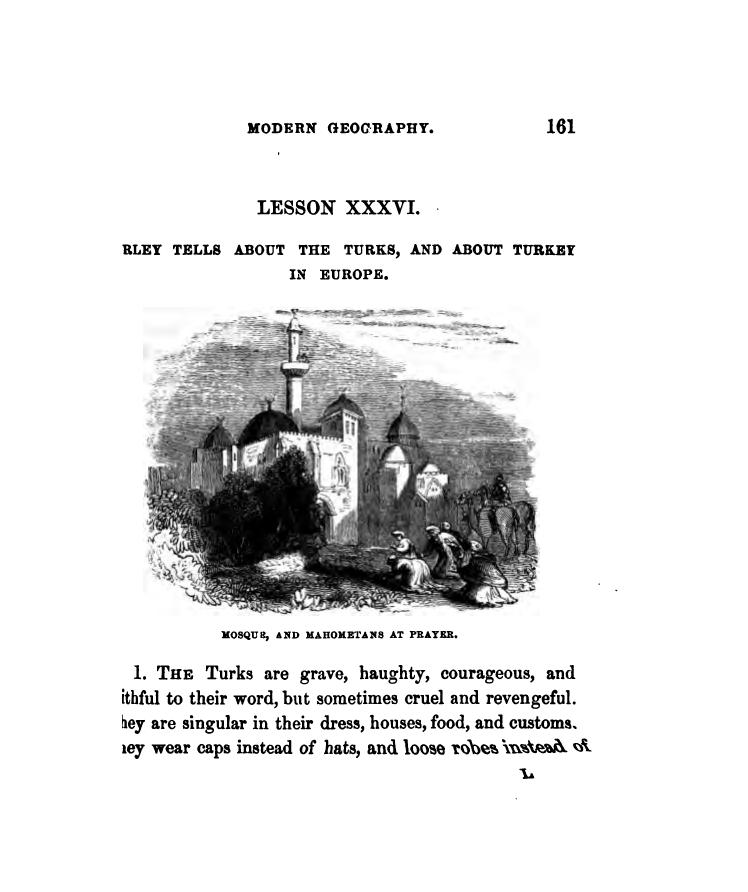 MODERN GEOGRAPHY. 161
LESSON XXXVI.
RLEY TELLS ABOUT THE TURKS, AND ABOUT TURKEY
IN EUROPE.
MOSQUE, AND MAHOMETANS AT PRAYER.
1. THE Turks are grave, haughty, courageous, and
ithful to their word, but sometimes cruel and revengeful.
hey are singular in their dress, houses, food, and customs.
ey wear caps instead of hats, and loose robes instead of
L